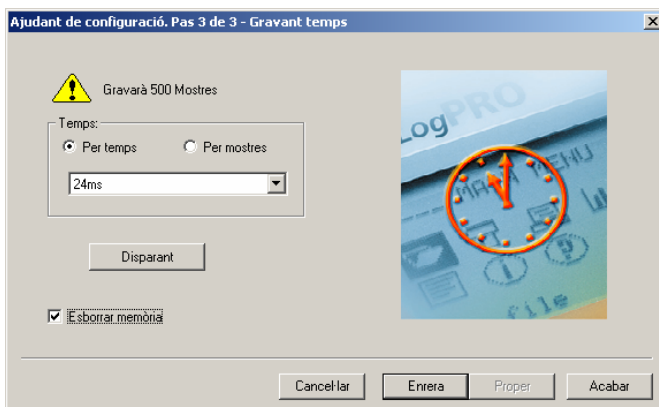 Ajudant de configuració. Pas 3 de 3 - Gravant temps
Gravarà 500 Mostres
Temps:
Per temps
Per mostres
24ms
Disparant
Esborrar memòria
LogPRO
MAIN MENU
file
Cancel·lar
Enrera
Proper
Acabar